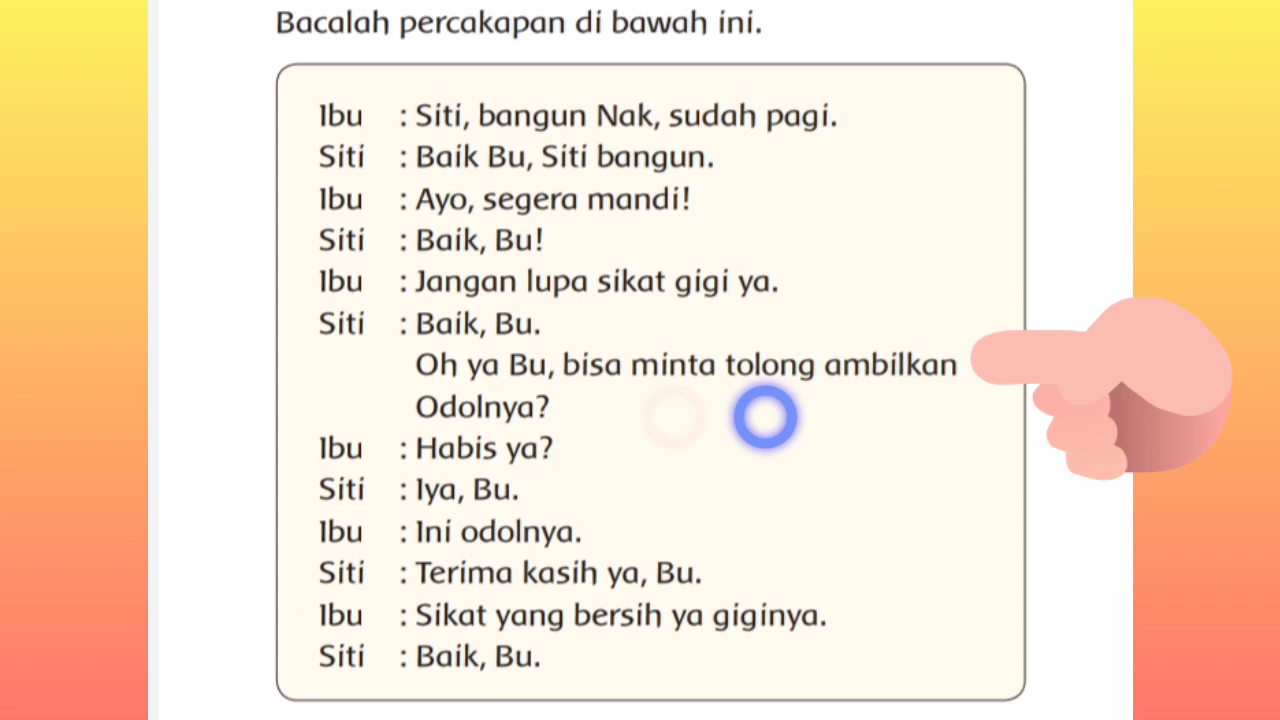 Bacalah percakapan di bawah ini.
Ibu : Siti, bangun Nak, sudah pagi.
Siti : Baik Bu, Siti bangun.
Ibu : Ayo, segera mandi!
Siti : Baik, Bu!
Ibu : Jangan lupa sikat gigi ya.
Siti : Baik, Bu.
Oh ya Bu, bisa minta tolong ambilkan
Odolnya?
Ibu : Habis ya?
Siti : Iya, Bu.
Ibu : Ini odolnya.
Siti : Terima kasih ya, Bu.
Ibu : Sikat yang bersih ya giginya.
Siti : Baik, Bu.